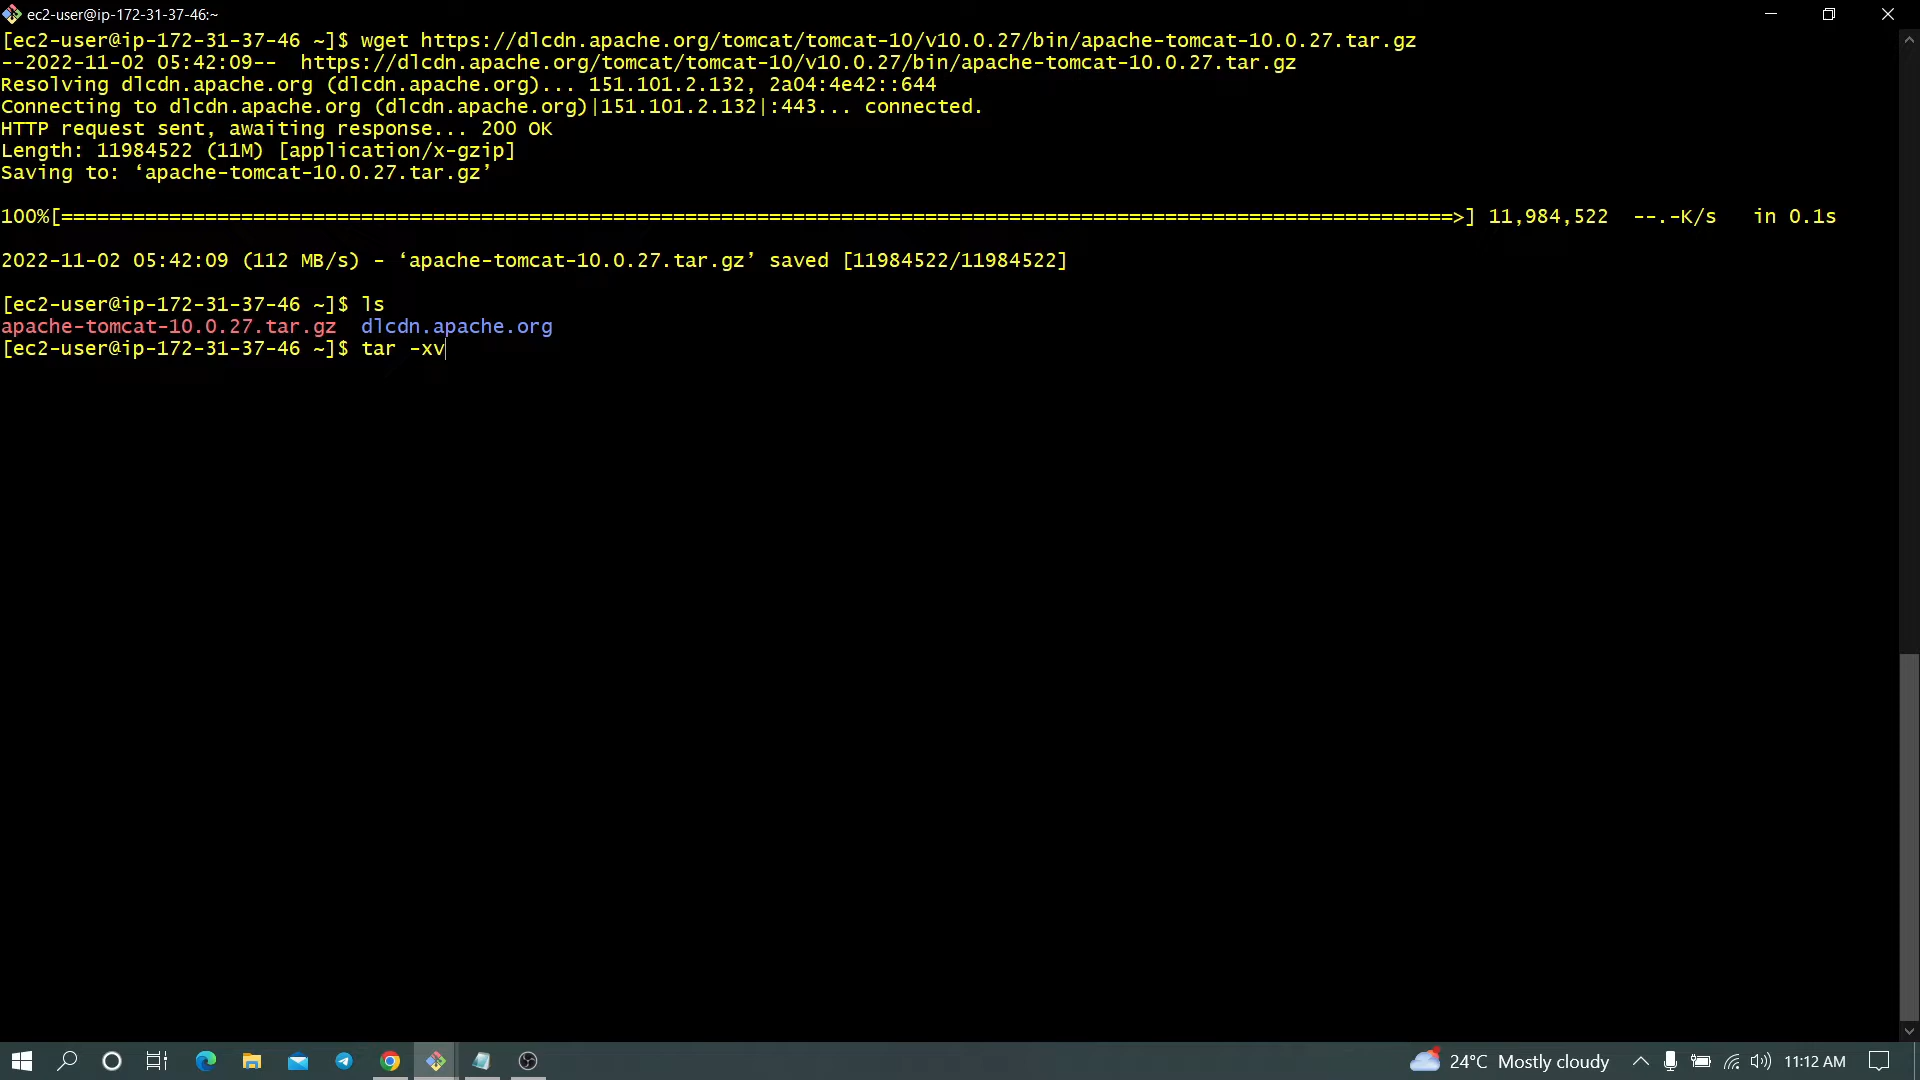 ec2-user@ip-172-31-37-46:~
[ec2-user@ip-172-31-37-46 ~]$ wget https://dlcdn.apache.org/tomcat/tomcat-10/v10.0.27/bin/apache-tomcat-10.0.27.tar.gz
--2022-11-02 05:42:09--  https://dlcdn.apache.org/tomcat/tomcat-10/v10.0.27/bin/apache-tomcat-10.0.27.tar.gz
Resolving dlcdn.apache.org (dlcdn.apache.org)... 151.101.2.132, 2a04:4e42::644
Connecting to dlcdn.apache.org (dlcdn.apache.org)|151.101.2.132|:443... connected.
HTTP request sent, awaiting response... 200 OK
Length: 11984522 (11M) [application/x-gzip]
Saving to: ‘apache-tomcat-10.0.27.tar.gz’
100%[====================================================================================================================>] 11,984,522  --.-K/s   in 0.1s
2022-11-02 05:42:09 (112 MB/s) - ‘apache-tomcat-10.0.27.tar.gz’ saved [11984522/11984522]
[ec2-user@ip-172-31-37-46 ~]$ ls
apache-tomcat-10.0.27.tar.gz  dlcdn.apache.org
[ec2-user@ip-172-31-37-46 ~]$ tar -xv
24°C Mostly cloudy 11:12 AM